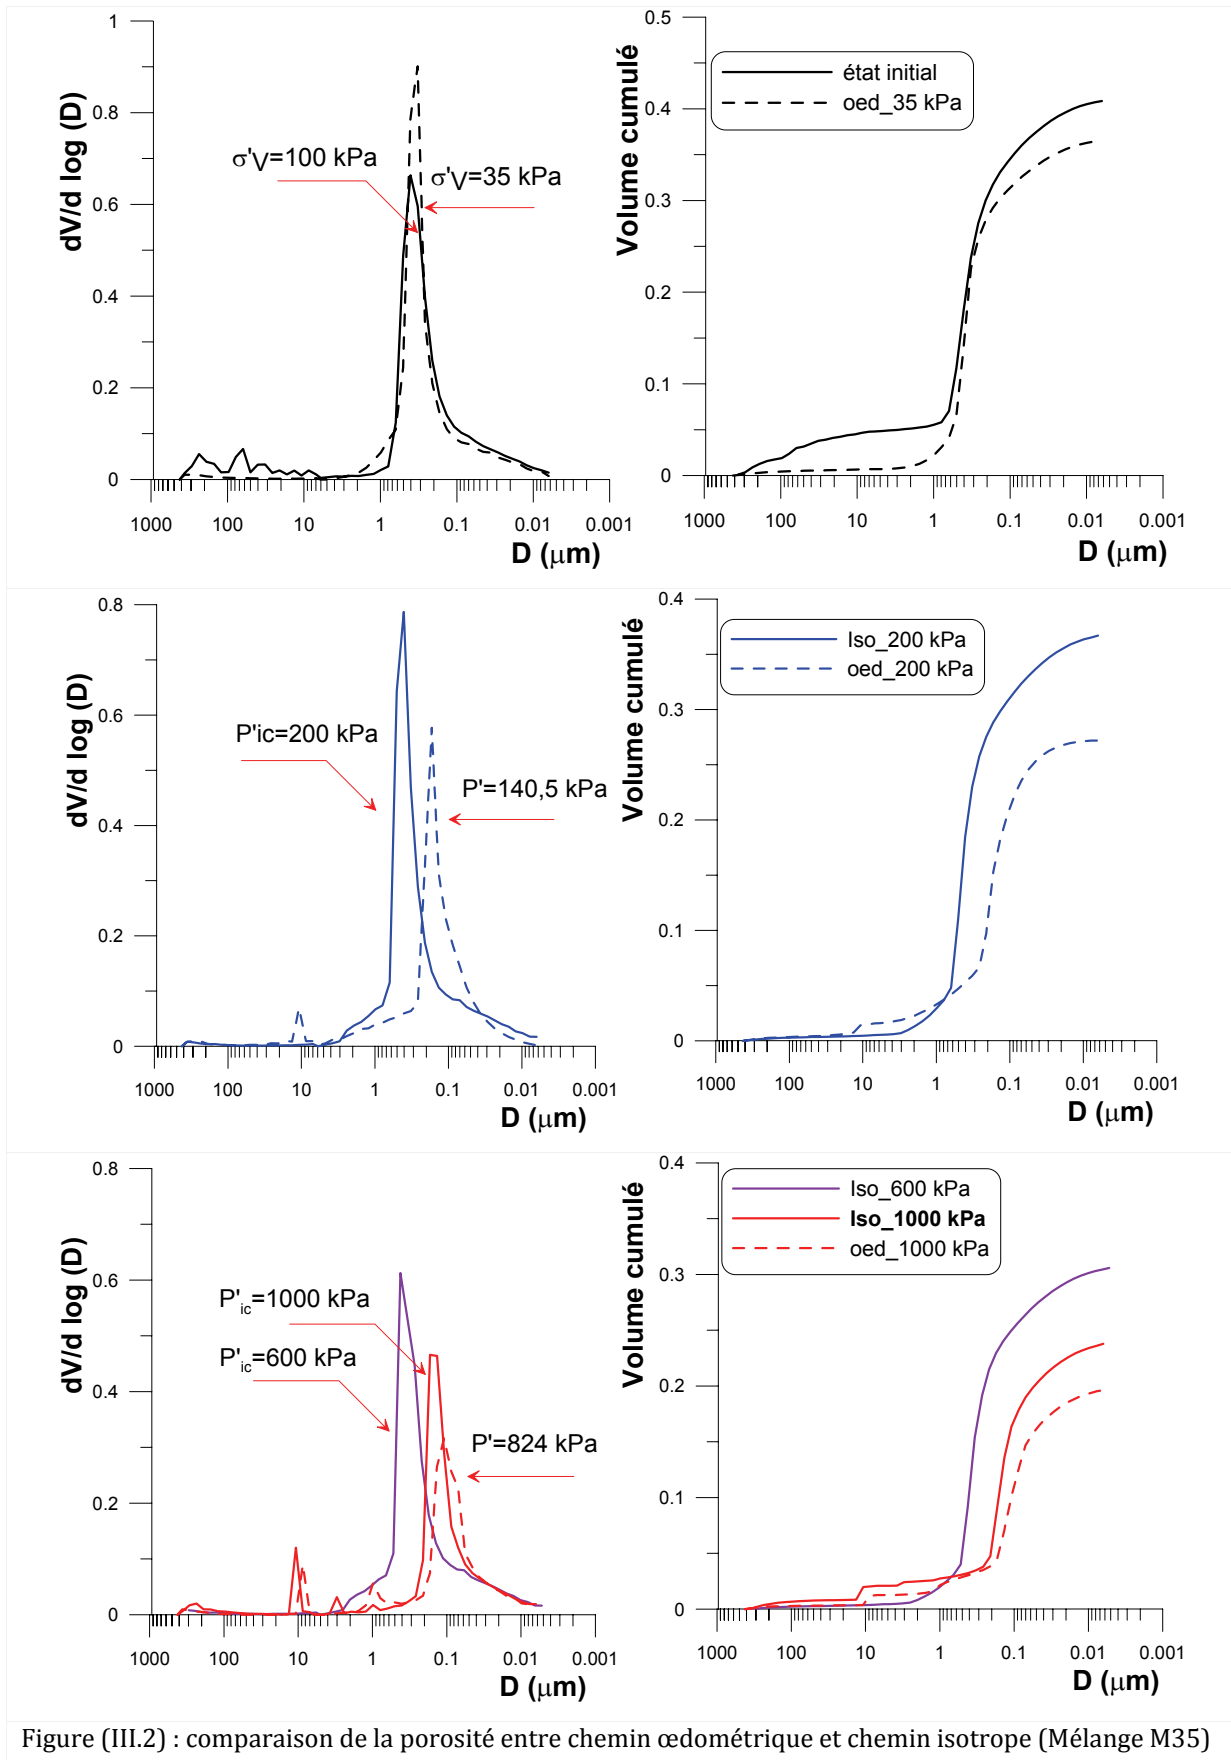 1
0.8
0.6
0.4
0.2
0
dV/d log (D)
σ'V=100 kPa
σ'V=35 kPa
1000 100 10 1 0.1 0.01 0.001
D (μm)
0.5
0.4
0.3
0.2
0.1
0
Volume cumulé
état initial
oed_35 kPa
1000 100 10 1 0.1 0.01 0.001
D (μm)
0.8
0.6
0.4
0.2
0
dV/d log (D)
P'ic=200 kPa
P'=140,5 kPa
1000 100 10 1 0.1 0.01 0.001
D (μm)
0.4
0.3
0.2
0.1
0
Volume cumulé
Iso_200 kPa
oed_200 kPa
1000 100 10 1 0.1 0.01 0.001
D (μm)
0.8
0.6
0.4
0.2
0
dV/d log (D)
P'ic=1000 kPa
P'ic=600 kPa
P'=824 kPa
1000 100 10 1 0.1 0.01 0.001
D (μm)
0.4
0.3
0.2
0.1
0
Volume cumulé
Iso_600 kPa
Iso_1000 kPa
oed_1000 kPa
1000 100 10 1 0.1 0.01 0.001
D (μm)
Figure (III.2) : comparaison de la porosité entre chemin œdométrique et chemin isotrope (Mélange M35)